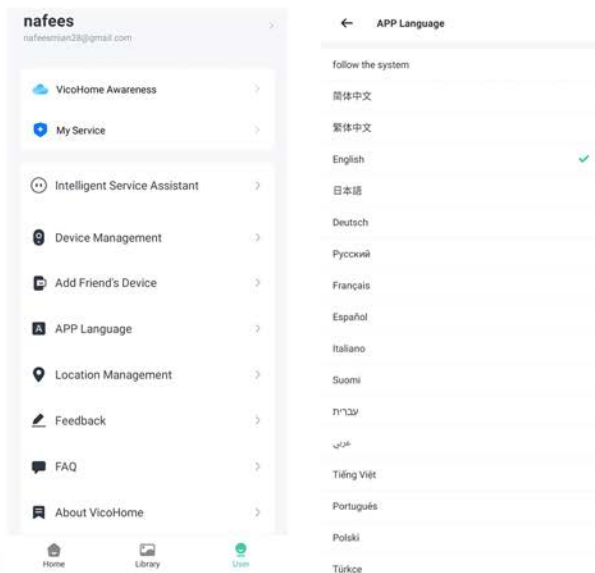 nafees
nafeesmian28@gmail.com
VicoHome Awareness
My Service
Intelligent Service Assistant
Device Management
Add Friend's Device
APP Language
Location Management
Feedback
FAQ
About VicoHome
Home
Library
User
APP Language
follow the system
简体中文
繁体中文
English
日本語
Deutsch
Русский
Français
Español
Italiano
Suomi
עברית
عربي
Tiếng Việt
Português
Polski
Türkçe